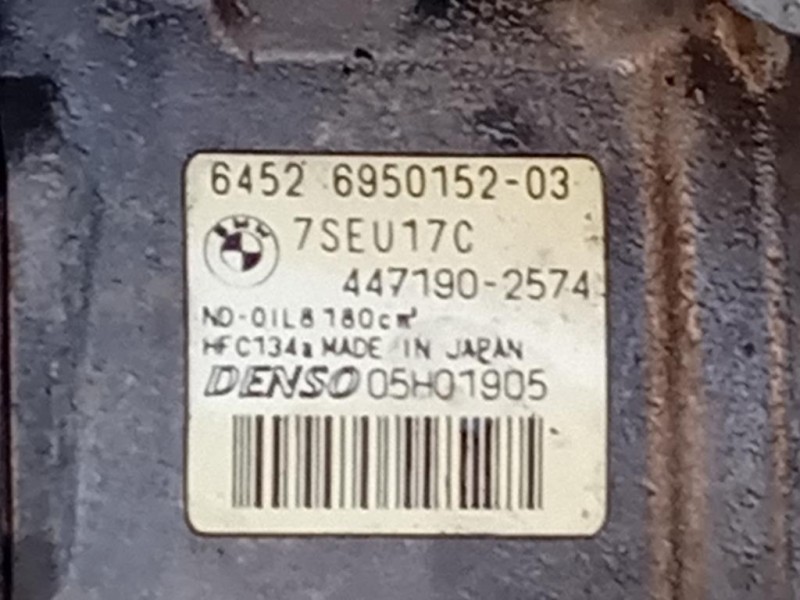 6452 6950152-03
7SEU17C
447190-2574
ND-OIL8 180cm³
HFC134a MADE IN JAPAN
DENSO 05H01905